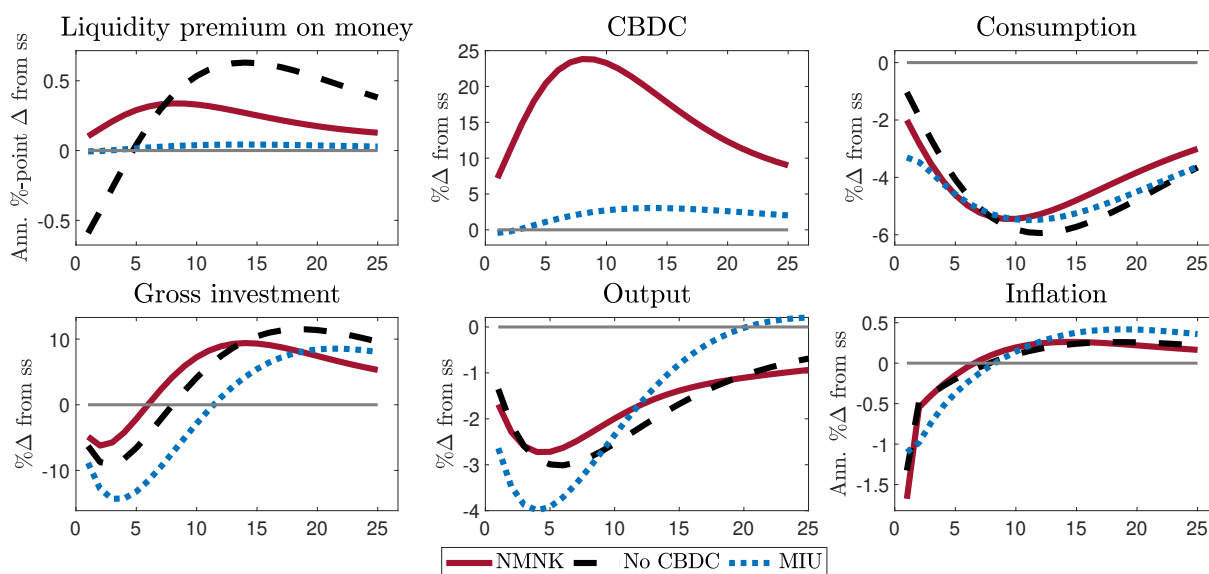 Liquidity premium on money
CBDC
Consumption
Ann. %-point Δ from ss
0.5
0
-0.5
0 5 10 15 20 25
%Δ from ss
25
20
15
10
5
0
0 5 10 15 20 25
%Δ from ss
0
-2
-4
-6
0 5 10 15 20 25
Gross investment
Output
Inflation
%Δ from ss
10
0
-10
0 5 10 15 20 25
%Δ from ss
0
-1
-2
-3
-4
0 5 10 15 20 25
Ann. %Δ from ss
0.5
0
-0.5
-1
-1.5
0 5 10 15 20 25
NMNK No CBDC MIU